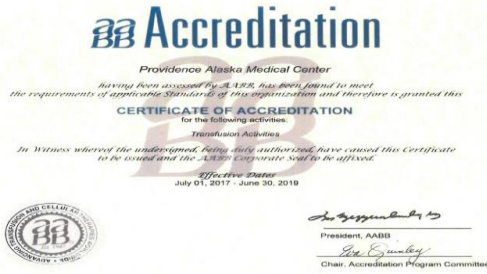 aaBB Accreditation
Providence Alaska Medical Center
having been assessed by AABB, has been found to meet
the requirements of applicable Standards of this organization and therefore is granted this
CERTIFICATE OF ACCREDITATION
for the following activities:
Transfusion Activities
In Witness whereof the undersigned, being duly authorized, have caused this Certificate
to be issued and the AABB Corporate Seal to be affixed.
Effective Dates
July 01, 2017 - June 30, 2019
President, AABB
Chair, Accreditation Program Committee